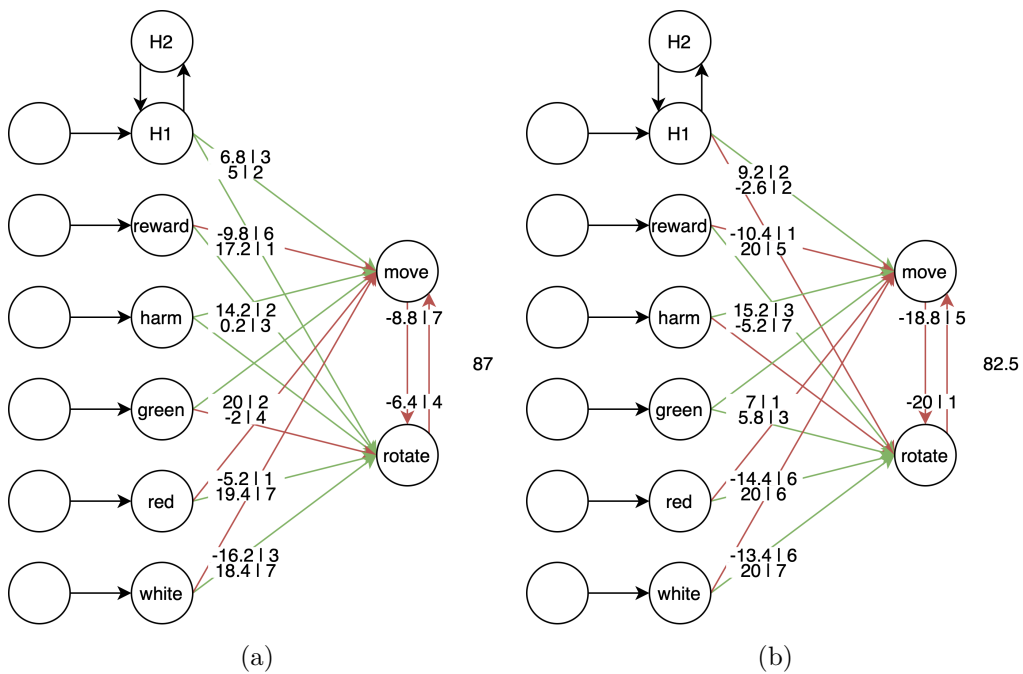 H2
H1
6.8 | 3
5 | 2
reward
-9.8 | 6
17.2 | 1
move
harm
14.2 | 2
0.2 | 3
-8.8 | 7
87
green
20 | 2
-2 | 4
-6.4 | 4
rotate
red
-5.2 | 1
19.4 | 7
white
-16.2 | 3
18.4 | 7
(a)
H2
H1
9.2 | 2
-2.6 | 2
reward
-10.4 | 1
20 | 5
move
harm
15.2 | 3
-5.2 | 7
-18.8 | 5
82.5
green
7 | 1
5.8 | 3
-20 | 1
rotate
red
-14.4 | 6
20 | 6
white
-13.4 | 6
20 | 7
(b)